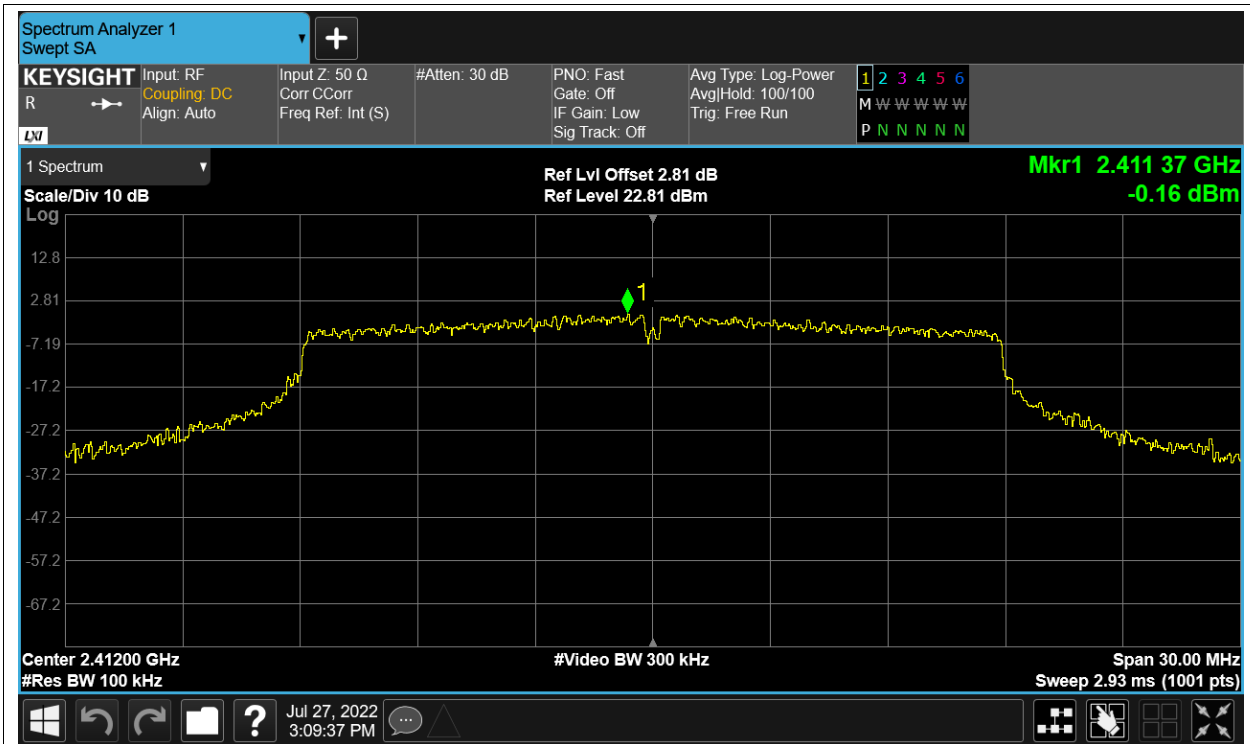 Spectrum Analyzer 1
Swept SA
KEYSIGHT
R
LXI
Input: RF
Coupling: DC
Align: Auto
Input Z: 50 Ω
Corr CCorr
Freq Ref: Int (S)
#Atten: 30 dB
PNO: Fast
Gate: Off
IF Gain: Low
Sig Track: Off
Avg Type: Log-Power
Avg|Hold: 100/100
Trig: Free Run
1 2 3 4 5 6
M W W W W W
P N N N N N
1 Spectrum
Scale/Div 10 dB
Log
Ref Lvl Offset 2.81 dB
Ref Level 22.81 dBm
Mkr1 2.411 37 GHz
-0.16 dBm
12.8
2.81
-7.19
-17.2
-27.2
-37.2
-47.2
-57.2
-67.2
1
Center 2.41200 GHz
#Res BW 100 kHz
#Video BW 300 kHz
Span 30.00 MHz
Sweep 2.93 ms (1001 pts)
?
Jul 27, 2022
3:09:37 PM